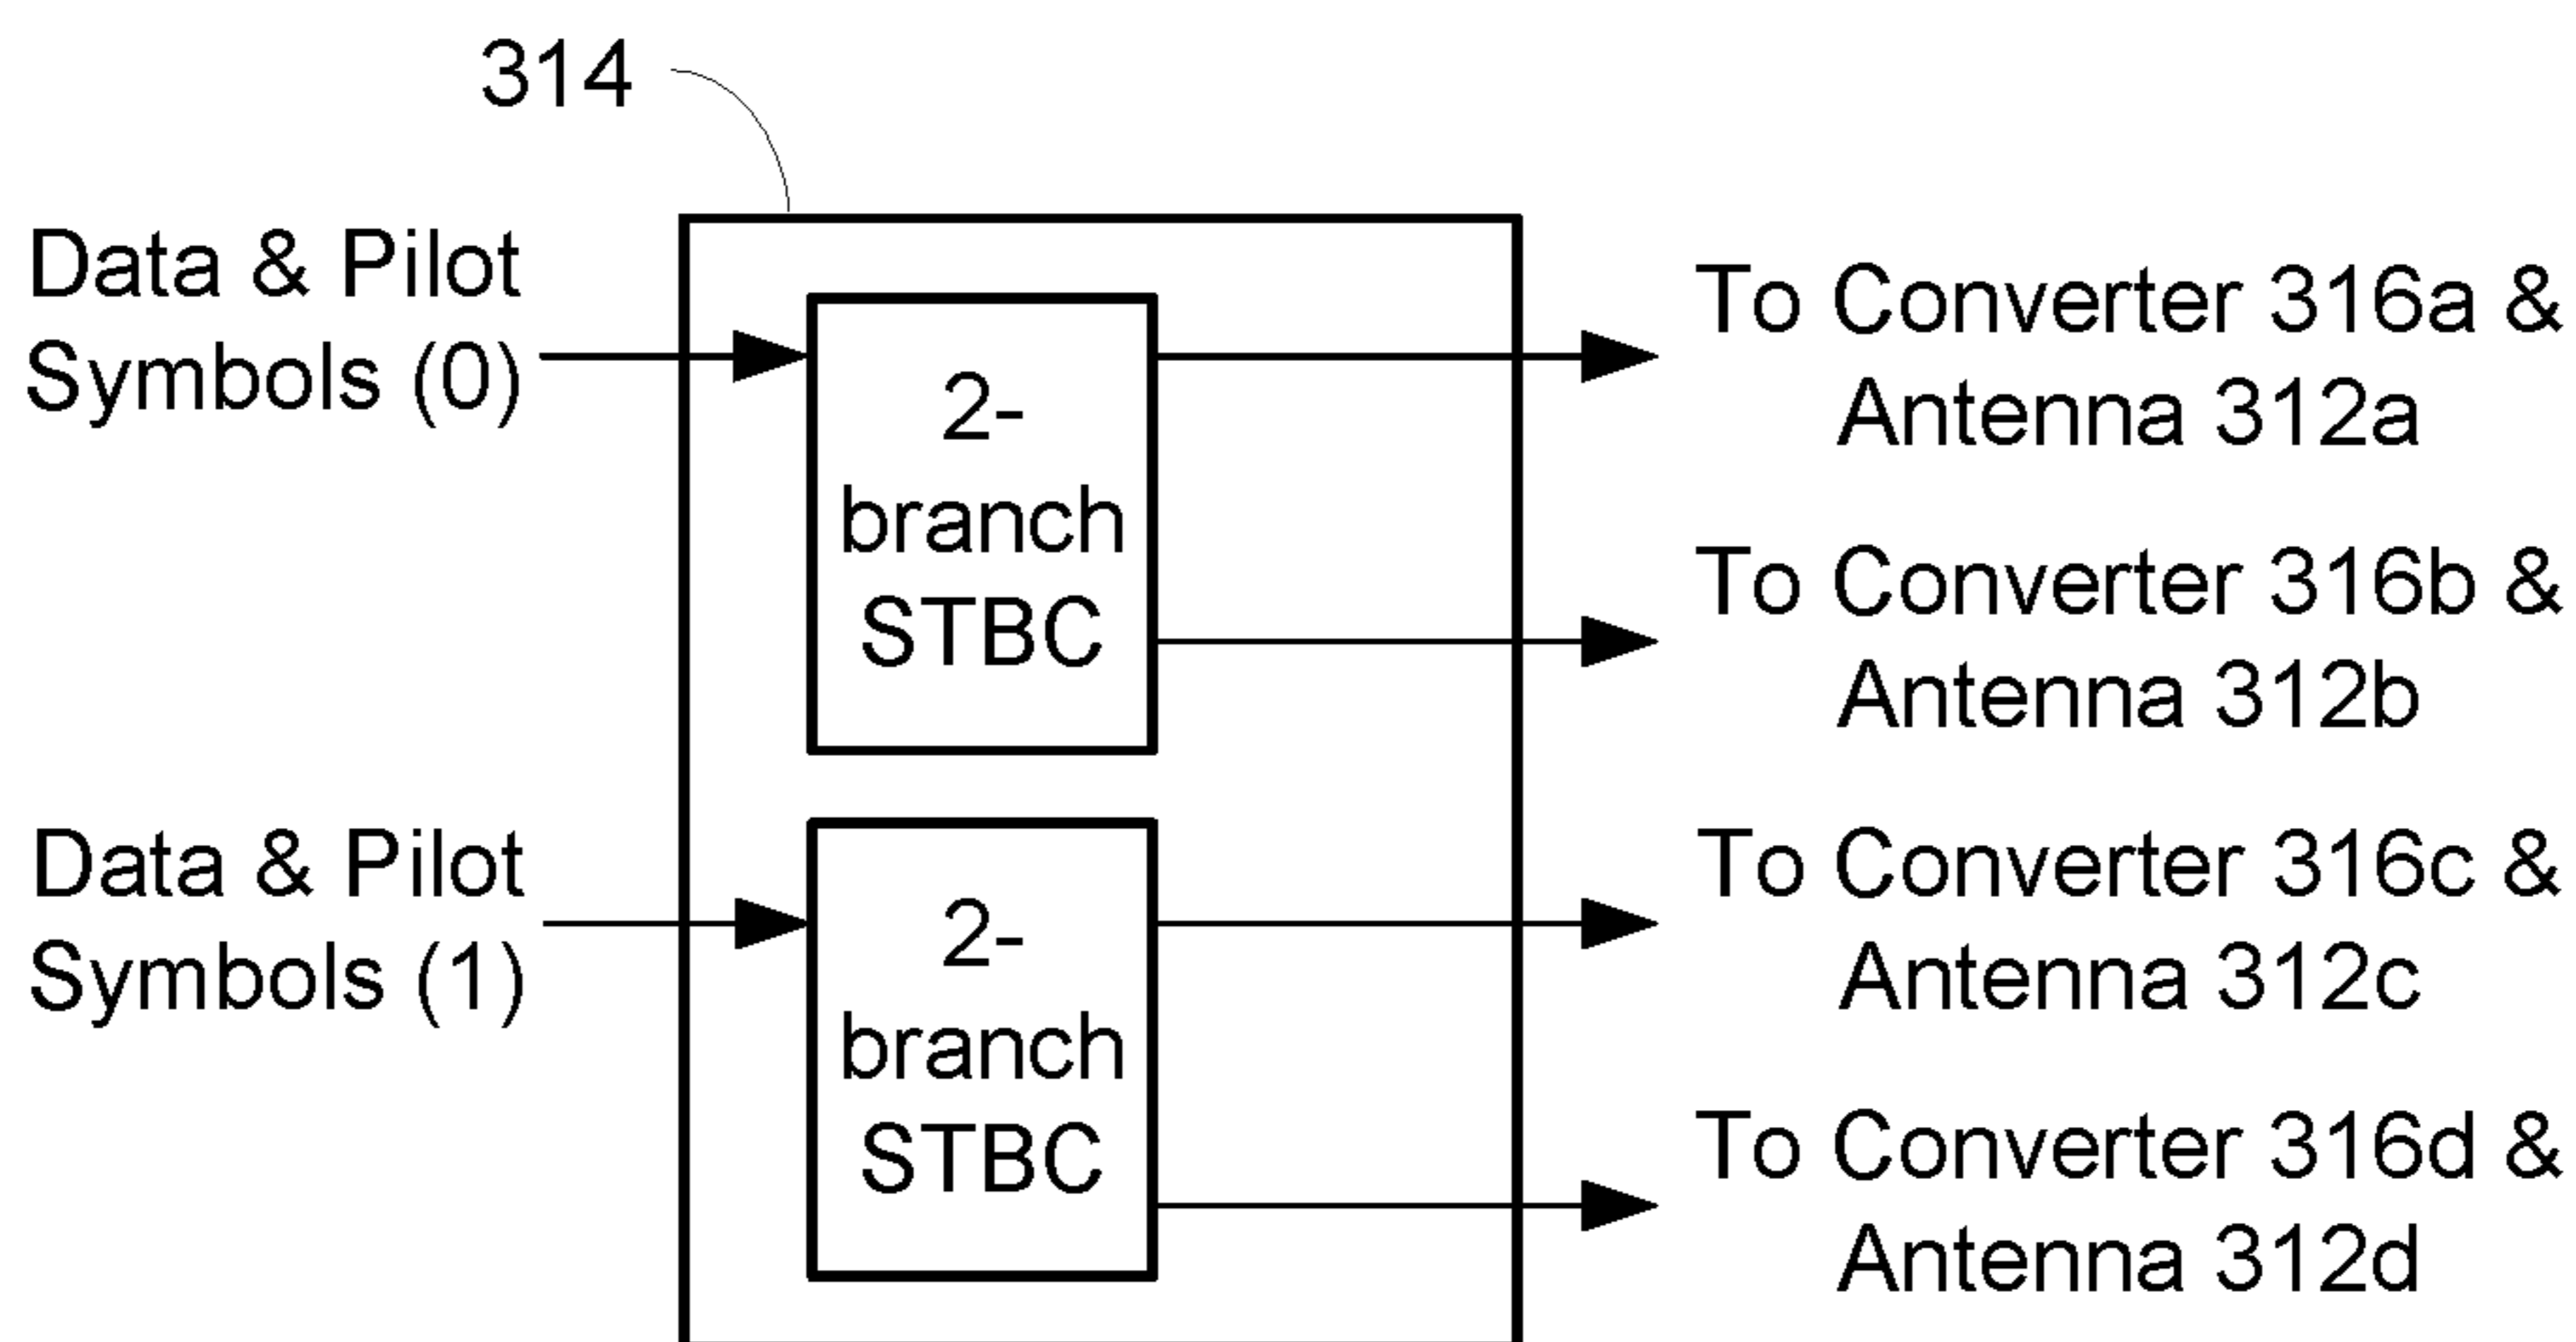 314
Data & Pilot
Symbols (0)
2-
branch
STBC
To Converter 316a &
Antenna 312a
To Converter 316b &
Antenna 312b
Data & Pilot
Symbols (1)
2-
branch
STBC
To Converter 316c &
Antenna 312c
To Converter 316d &
Antenna 312d